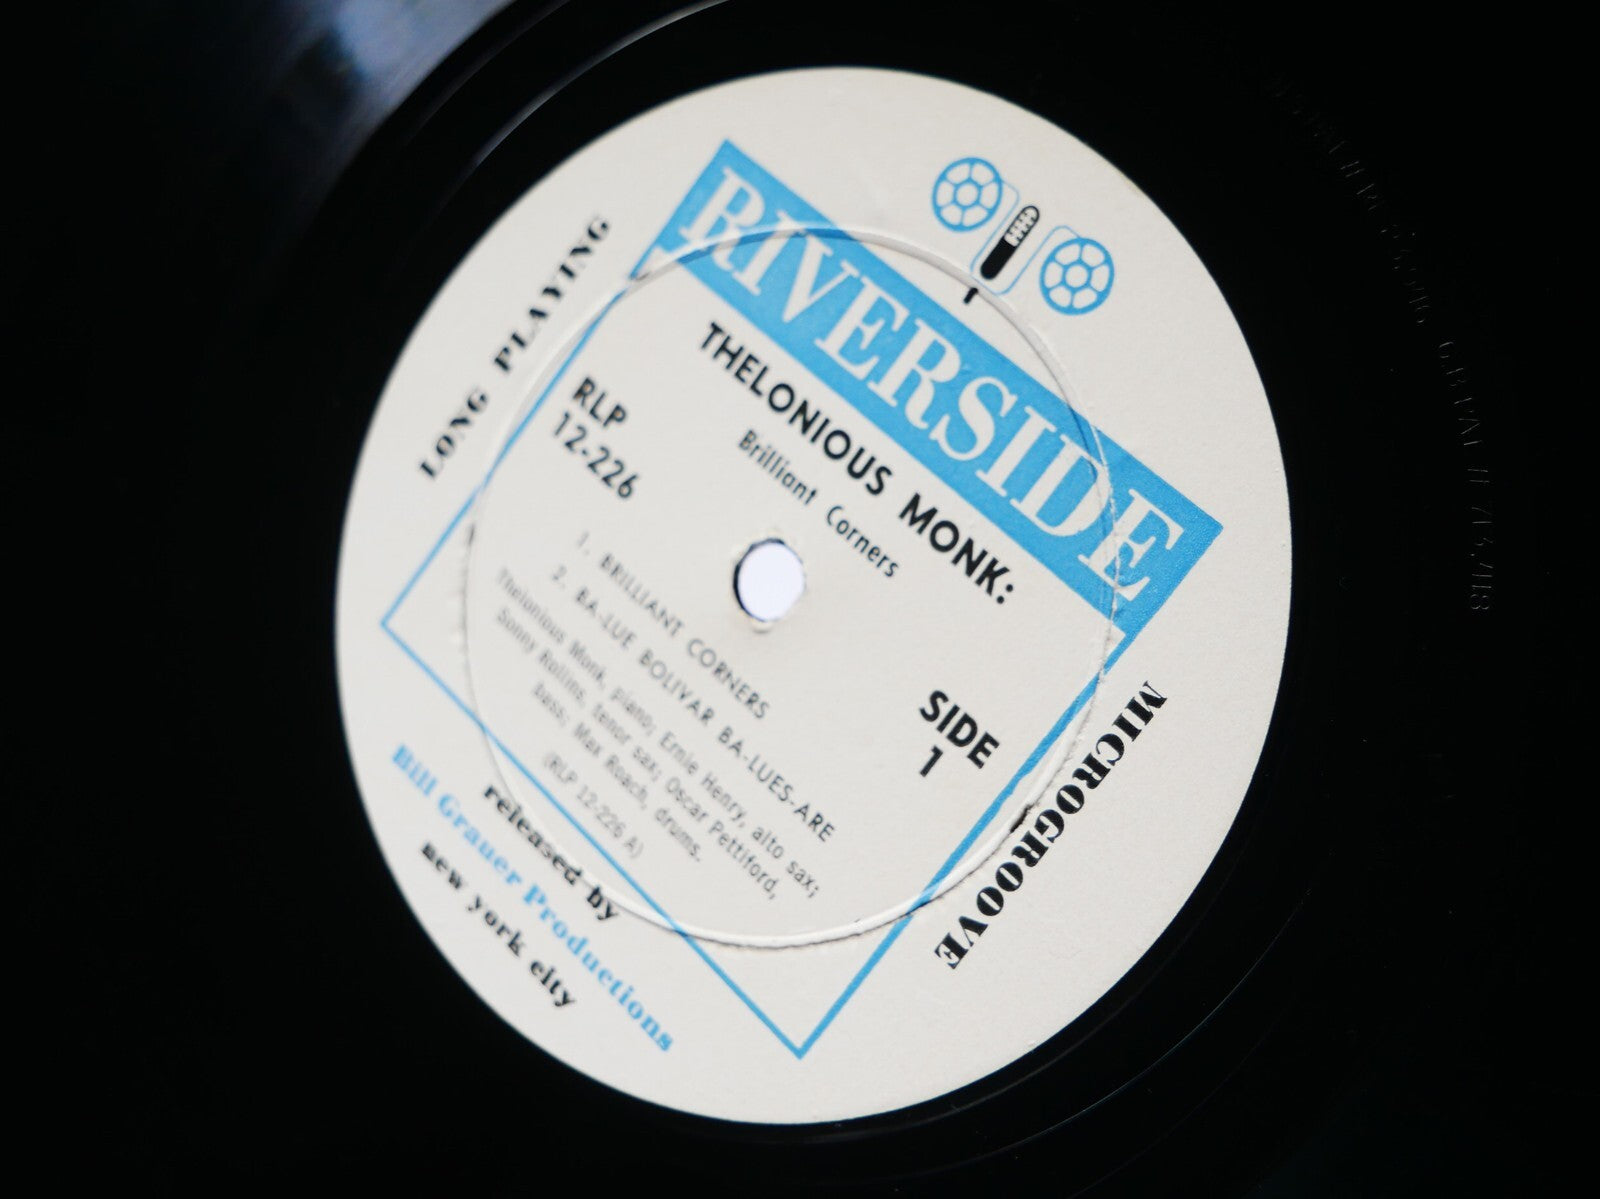 RIVERSIDE
LONG PLAYING
MICROGROOVE
THELONIOUS MONK:
Brilliant Corners
RLP
12-226
SIDE
1
1. BRILLIANT CORNERS
2. BA-LUE BOLIVAR BA-LUES-ARE
Thelonious Monk, piano; Ernie Henry, alto sax;
Sonny Rollins, tenor sax; Oscar Pettiford,
bass; Max Roach, drums.
(RLP 12-226 A)
released by
Bill Grauer Productions
new york city